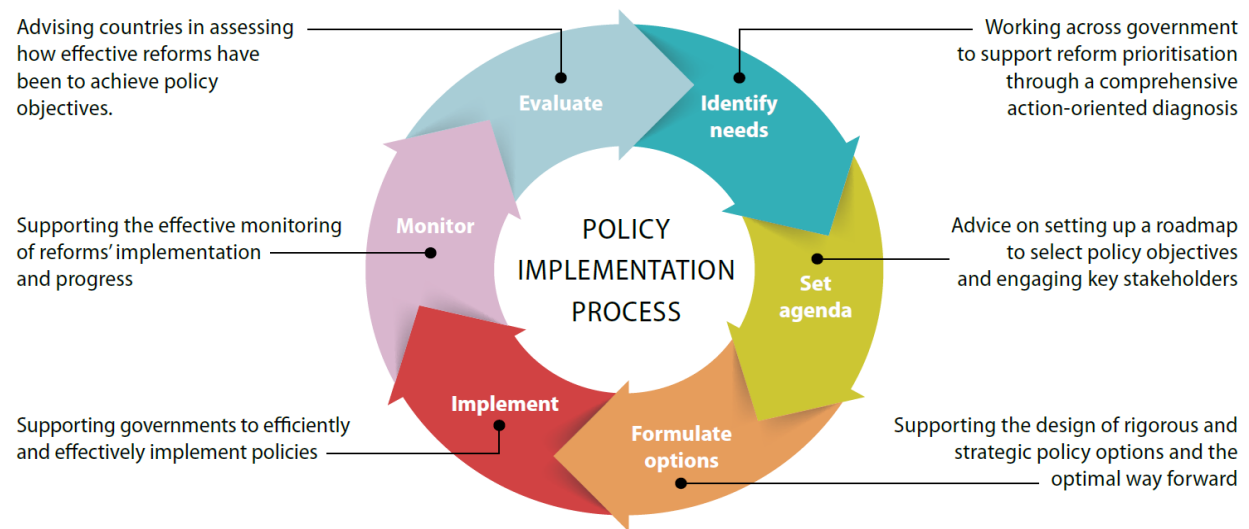 Advising countries in assessing
how effective reforms have
been to achieve policy
objectives.
Evaluate
Identify
needs
Working across government
to support reform prioritisation
through a comprehensive
action-oriented diagnosis
Supporting the effective monitoring
of reforms’ implementation
and progress
Monitor
POLICY
IMPLEMENTATION
PROCESS
Set
agenda
Advice on setting up a roadmap
to select policy objectives
and engaging key stakeholders
Supporting governments to efficiently
and effectively implement policies
Implement
Formulate
options
Supporting the design of rigorous and
strategic policy options and the
optimal way forward